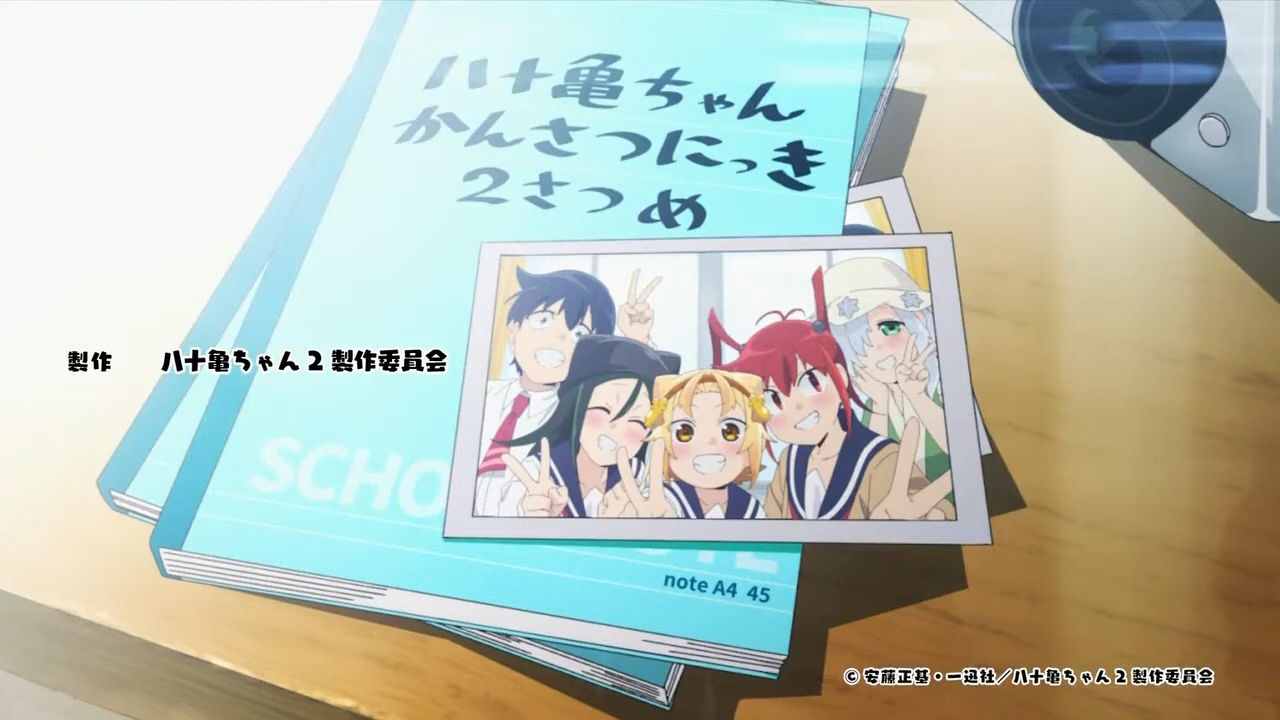 八十亀ちゃん
かんさつにっき
2さつめ
製作 八十亀ちゃん2製作委員会
note A4 45
© 安藤正基・一迅社／八十亀ちゃん2製作委員会